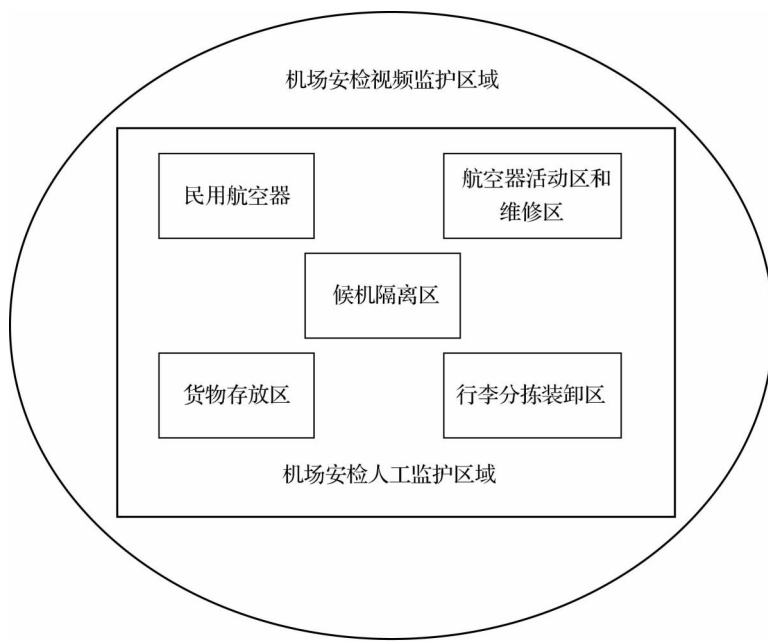 机场安检视频监护区域
民用航空器
航空器活动区和
维修区
候机隔离区
货物存放区
行李分拣装卸区
机场安检人工监护区域